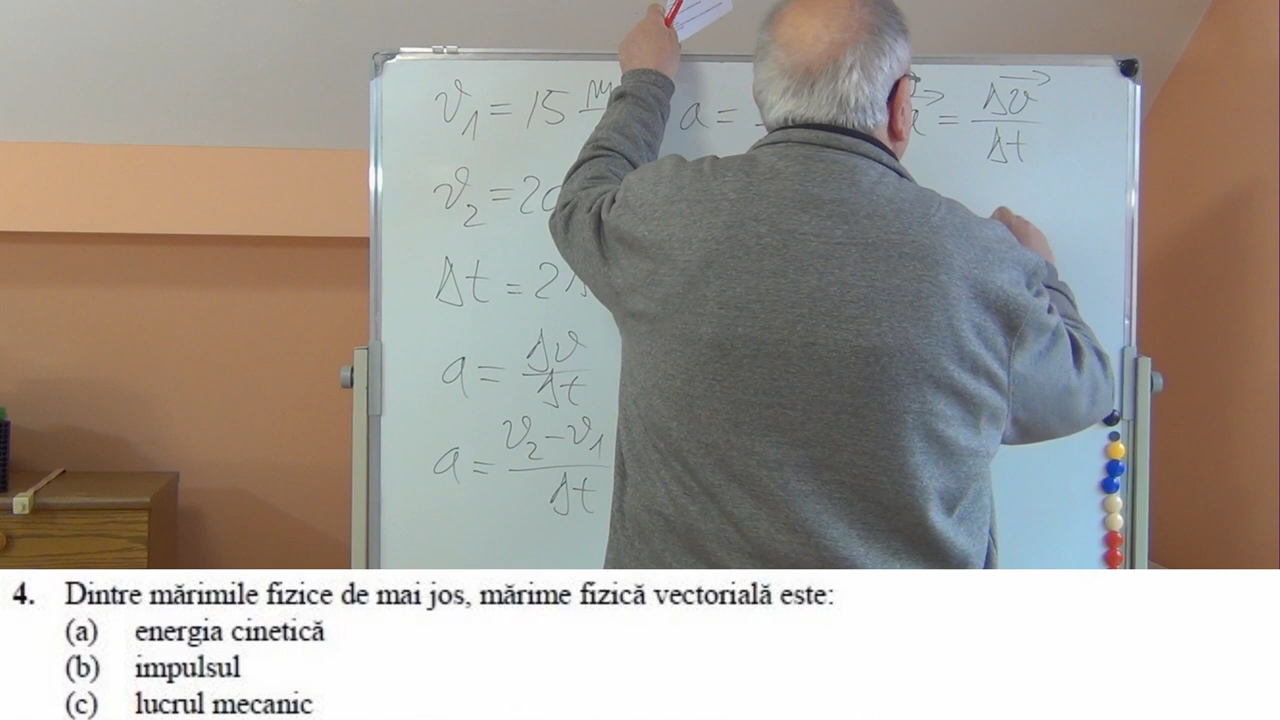 v₁ = 15 m
a =
a⃗ = Δv⃗ / Δt
v₂ = 20
Δt = 2 s
a = Δv / Δt
a = v₂ - v₁ / Δt
4. Dintre mărimile fizice de mai jos, mărime fizică vectorială este:
(a) energia cinetică
(b) impulsul
(c) lucrul mecanic